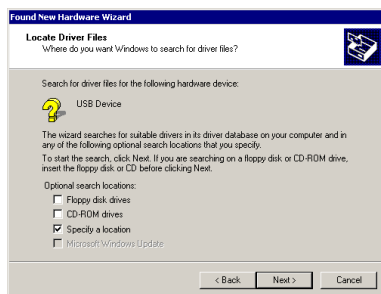 Found New Hardware Wizard
Locate Driver Files
Where do you want Windows to search for driver files?
Search for driver files for the following hardware device:
USB Device
The wizard searches for suitable drivers in its driver database on your computer and in
any of the following optional search locations that you specify.
To start the search, click Next. If you are searching on a floppy disk or CD-ROM drive,
insert the floppy disk or CD before clicking Next.
Optional search locations:
Floppy disk drives
CD-ROM drives
Specify a location
Microsoft Windows Update
< Back Next > Cancel